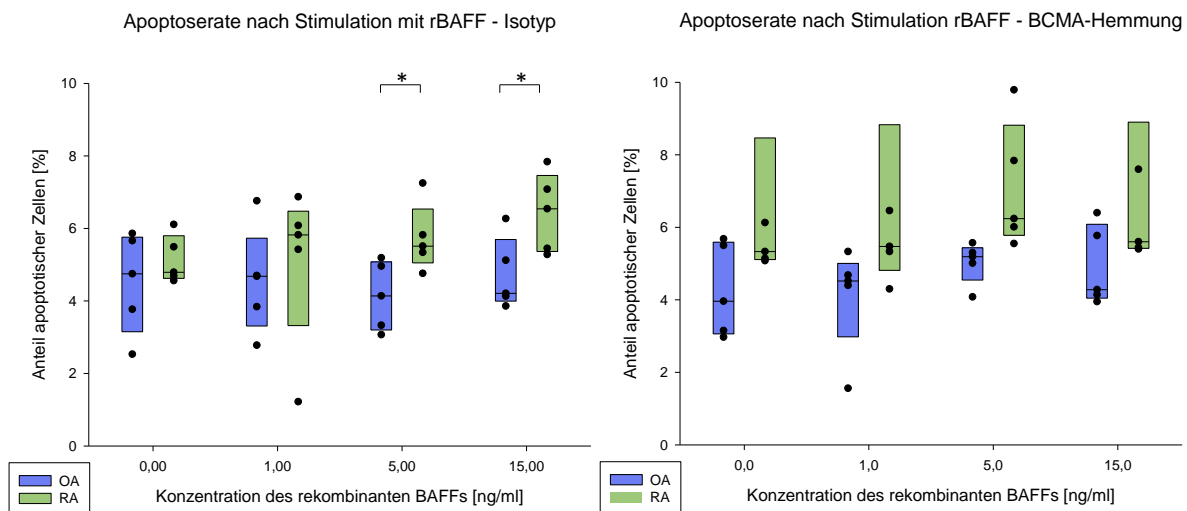 Apoptoserate nach Stimulation mit rBAFF - Isotyp
*
*
10
8
6
4
2
0
Anteil apoptotischer Zellen [%]
0,00
1,00
5,00
15,00
OA
RA
Konzentration des rekombinanten BAFFs [ng/ml]
Apoptoserate nach Stimulation rBAFF - BCMA-Hemmung
10
8
6
4
2
0
Anteil apoptotischer Zellen [%]
0,0
1,0
5,0
15,0
OA
RA
Konzentration des rekombinanten BAFFs [ng/ml]